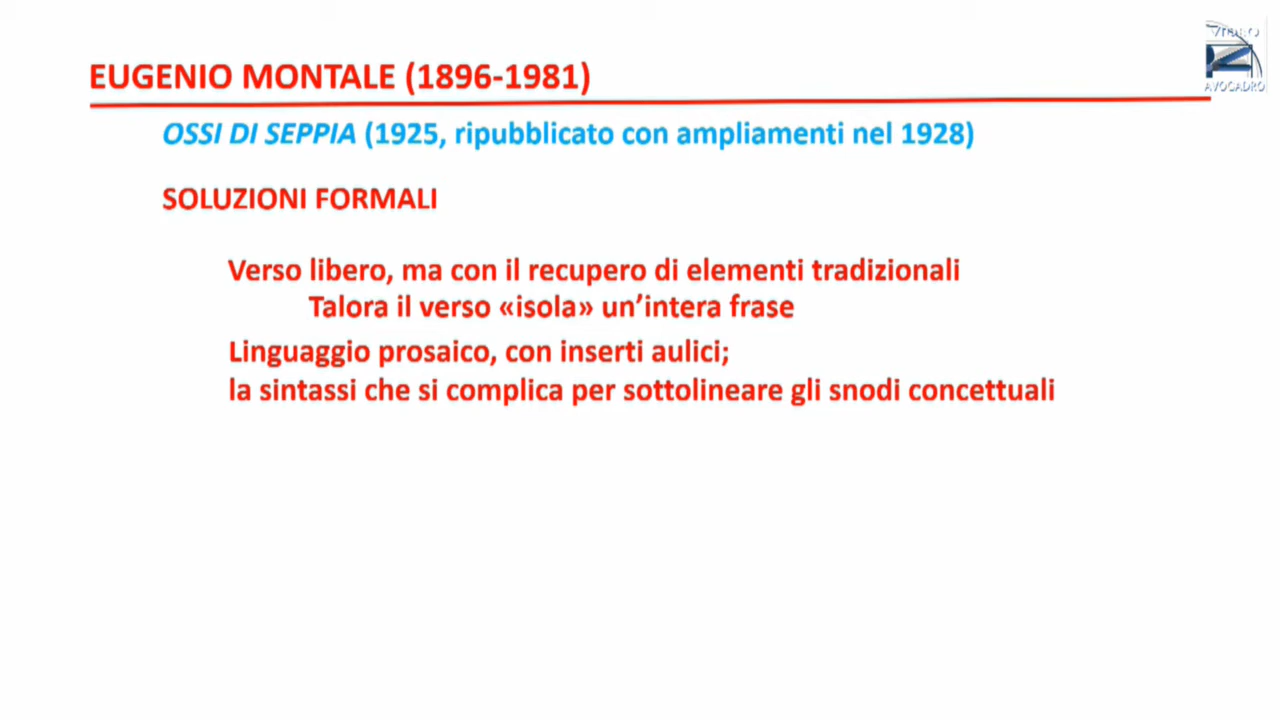 VIDEO
AVOGADRO
EUGENIO MONTALE (1896-1981)
OSSI DI SEPPIA (1925, ripubblicato con ampliamenti nel 1928)
SOLUZIONI FORMALI
Verso libero, ma con il recupero di elementi tradizionali
Talora il verso «isola» un’intera frase
Linguaggio prosaico, con inserti aulici;
la sintassi che si complica per sottolineare gli snodi concettuali